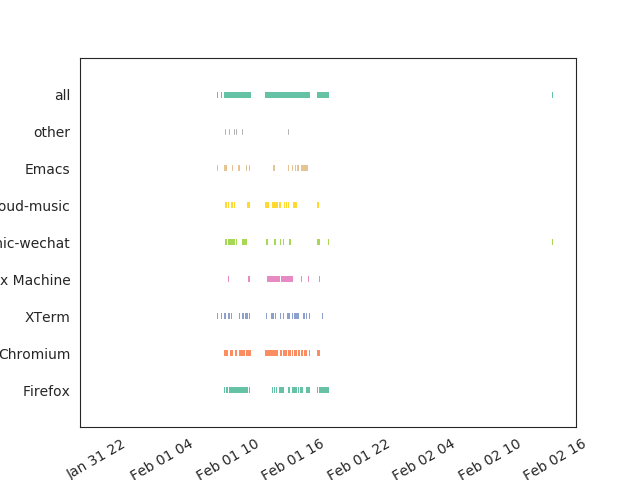 all
other
Emacs
oud-music
nic-wechat
x Machine
XTerm
Chromium
Firefox
Jan 31 22 Feb 01 04 Feb 01 10 Feb 01 16 Feb 01 22 Feb 02 04 Feb 02 10 Feb 02 16